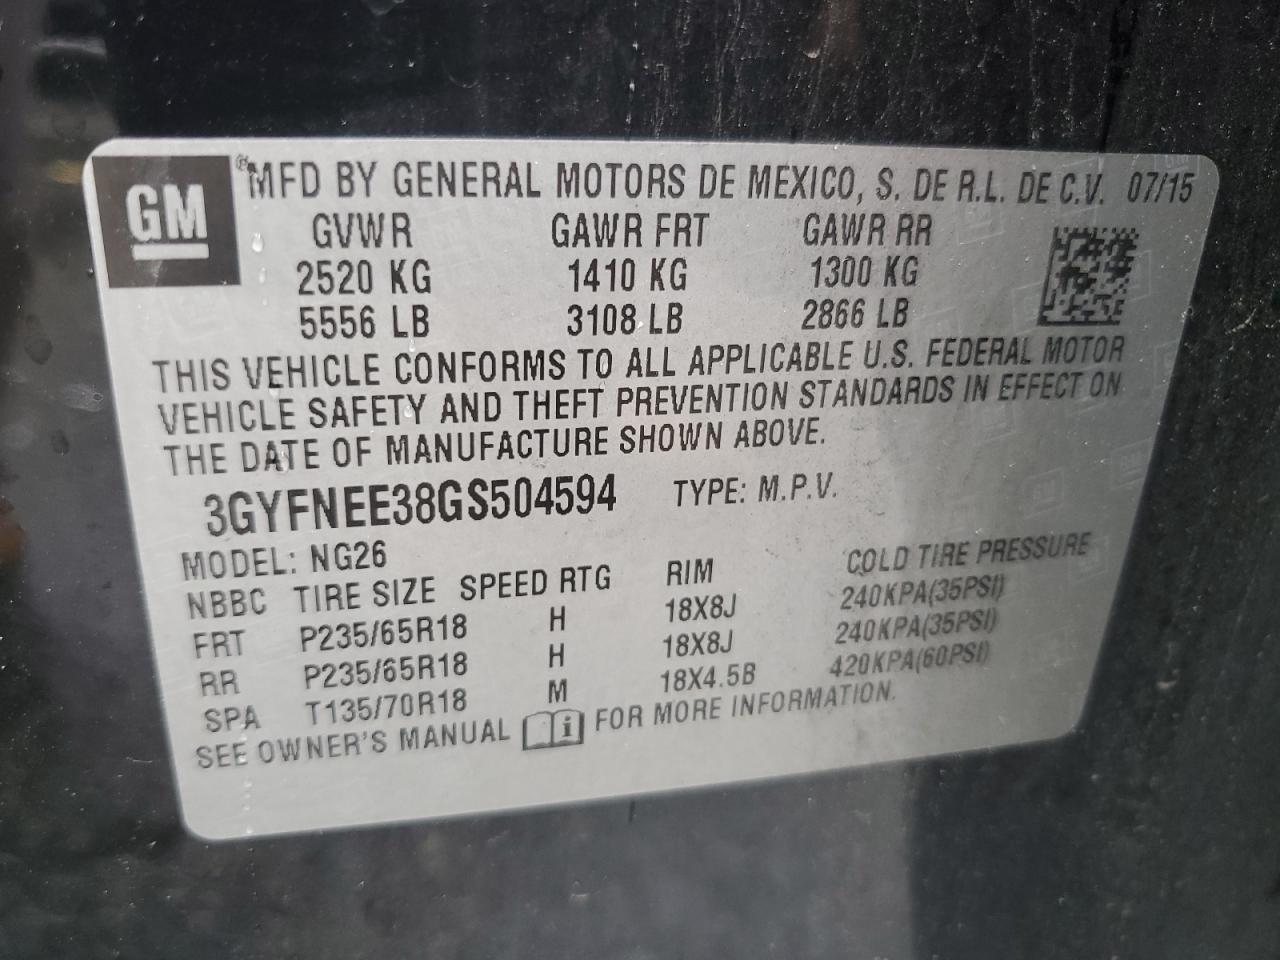 GM
® MFD BY GENERAL MOTORS DE MEXICO, S. DE R.L. DE C.V. 07/15
GVWR GAWR FRT GAWR RR
2520 KG 1410 KG 1300 KG
5556 LB 3108 LB 2866 LB
THIS VEHICLE CONFORMS TO ALL APPLICABLE U.S. FEDERAL MOTOR
VEHICLE SAFETY AND THEFT PREVENTION STANDARDS IN EFFECT ON
THE DATE OF MANUFACTURE SHOWN ABOVE.
3GYFNEE38GS504594 TYPE: M.P.V.
MODEL: NG26
NBBC TIRE SIZE SPEED RTG RIM COLD TIRE PRESSURE
FRT P235/65R18 H 18X8J 240KPA(35PSI)
RR P235/65R18 H 18X8J 240KPA(35PSI)
SPA T135/70R18 M 18X4.5B 420KPA(60PSI)
SEE OWNER'S MANUAL i FOR MORE INFORMATION.